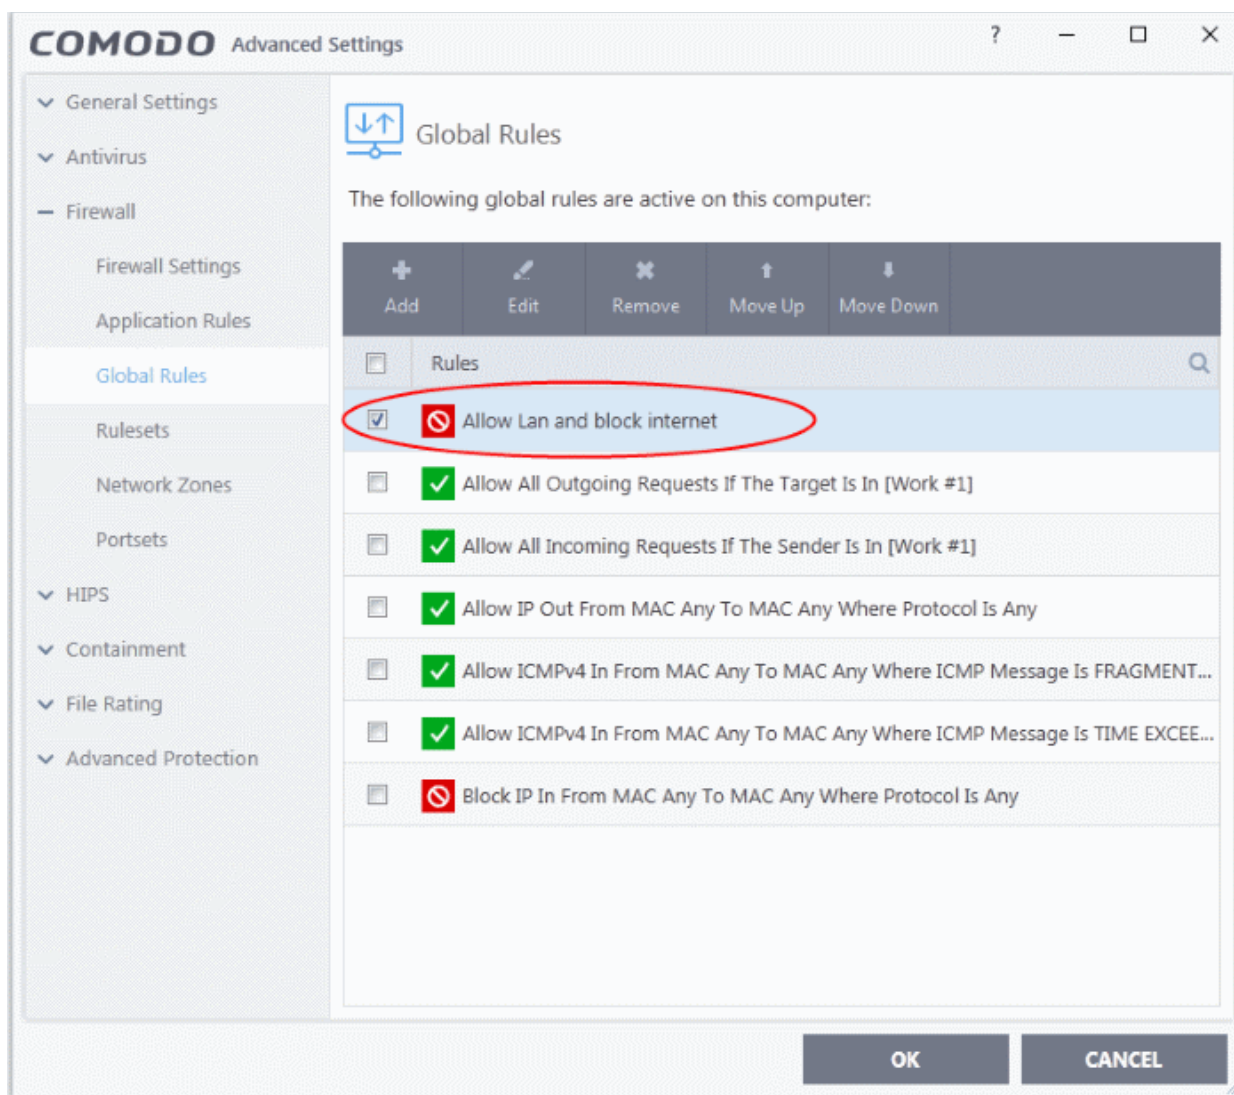 COMODO Advanced Settings ?
General Settings
Antivirus
Firewall
Firewall Settings
Application Rules
Global Rules
Rulesets
Network Zones
Portsets
HIPS
Containment
File Rating
Advanced Protection
Global Rules
The following global rules are active on this computer:
Add Edit Remove Move Up Move Down
Rules
Allow Lan and block internet
Allow All Outgoing Requests If The Target Is In [Work #1]
Allow All Incoming Requests If The Sender Is In [Work #1]
Allow IP Out From MAC Any To MAC Any Where Protocol Is Any
Allow ICMPv4 In From MAC Any To MAC Any Where ICMP Message Is FRAGMENT...
Allow ICMPv4 In From MAC Any To MAC Any Where ICMP Message Is TIME EXCEE...
Block IP In From MAC Any To MAC Any Where Protocol Is Any
OK CANCEL